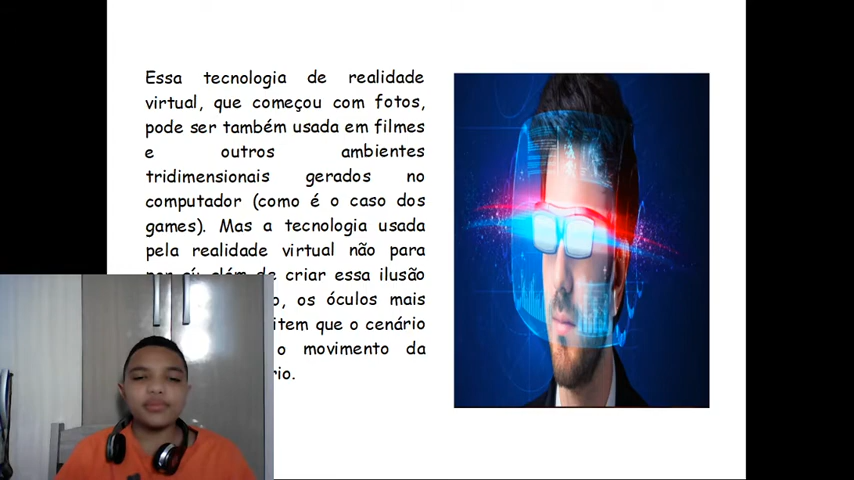 Essa tecnologia de realidade
virtual, que começou com fotos,
pode ser também usada em filmes
e outros ambientes
tridimensionais gerados no
computador (como é o caso dos
games). Mas a tecnologia usada
pela realidade virtual não para
por aí: além de criar essa ilusão
os óculos mais
que o cenário
o movimento da